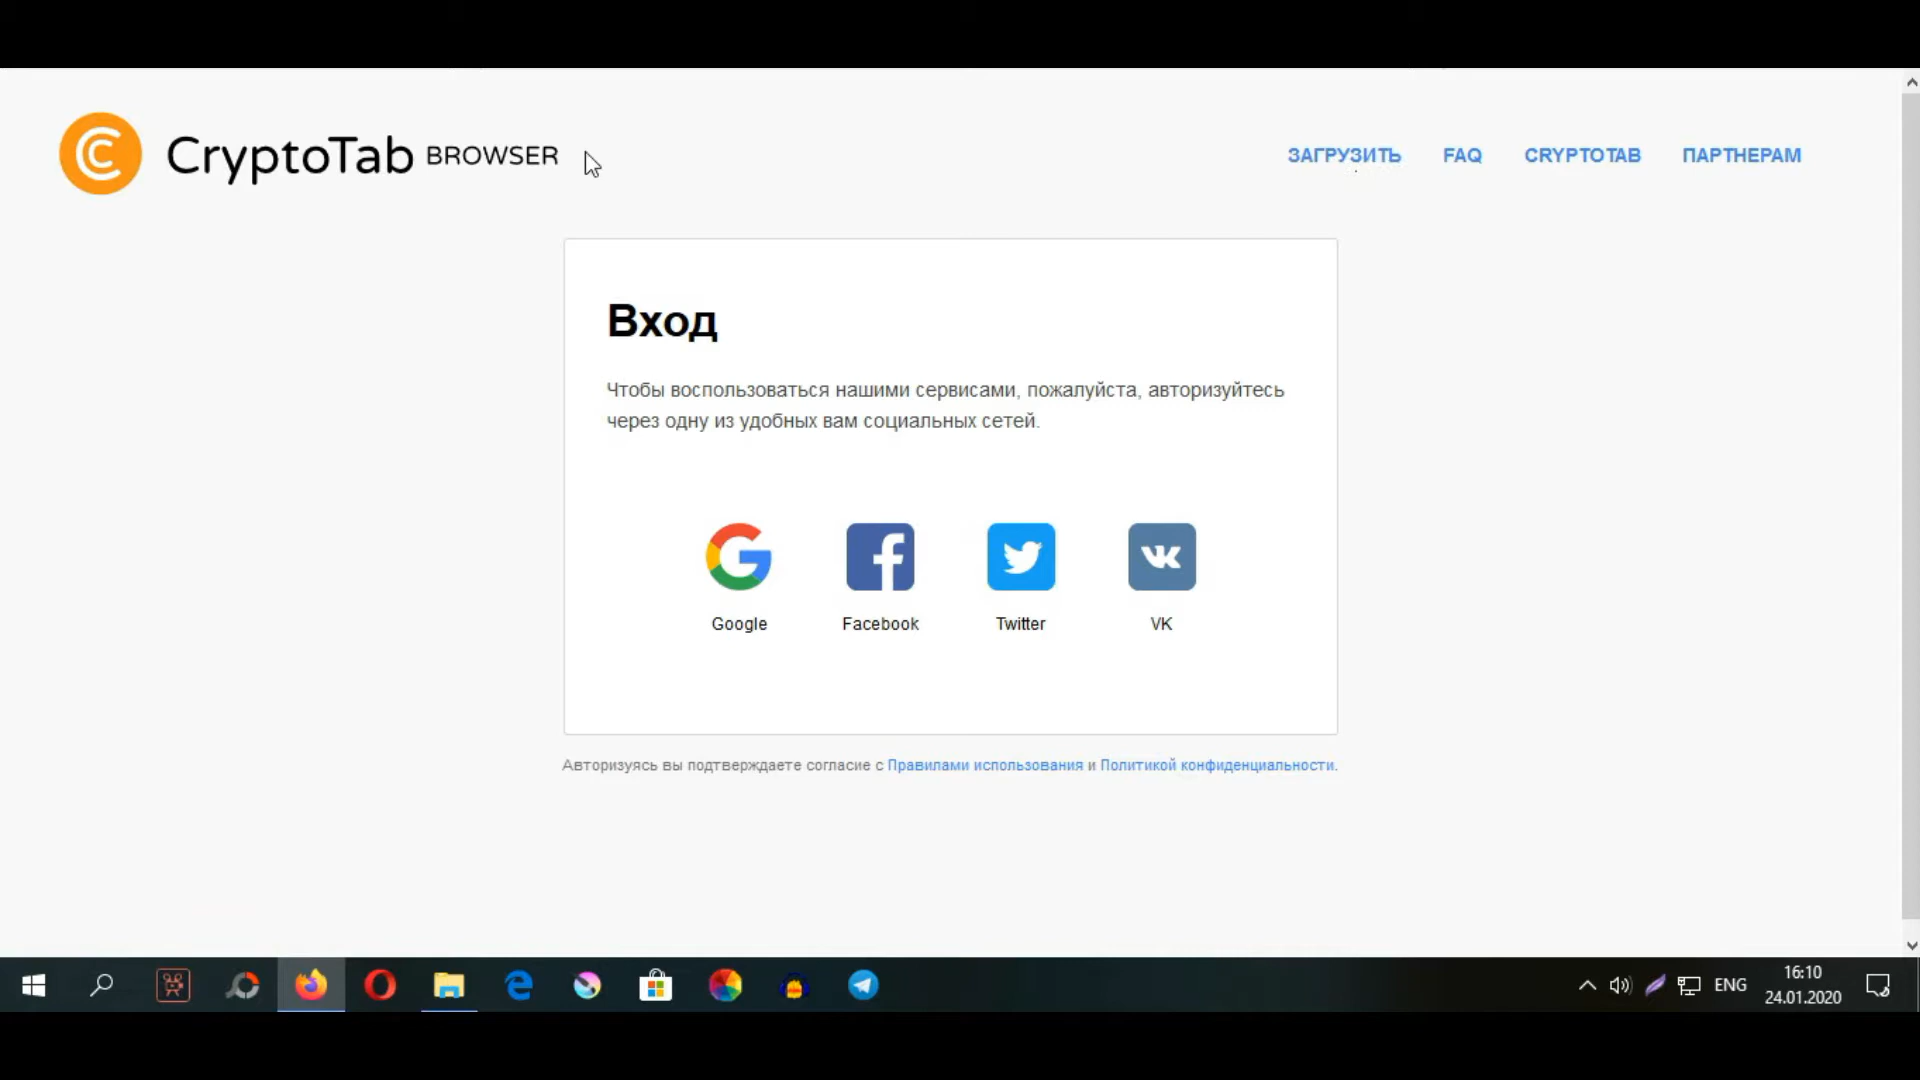 CryptoTab BROWSER
ЗАГРУЗИТЬ FAQ CRYPTOTAB ПАРТНЕРАМ
Вход
Чтобы воспользоваться нашими сервисами, пожалуйста, авторизуйтесь
через одну из удобных вам социальных сетей.
Google Facebook Twitter VK
Авторизуясь вы подтверждаете согласие с Правилами использования и Политикой конфиденциальности.
ENG
16:10
24.01.2020